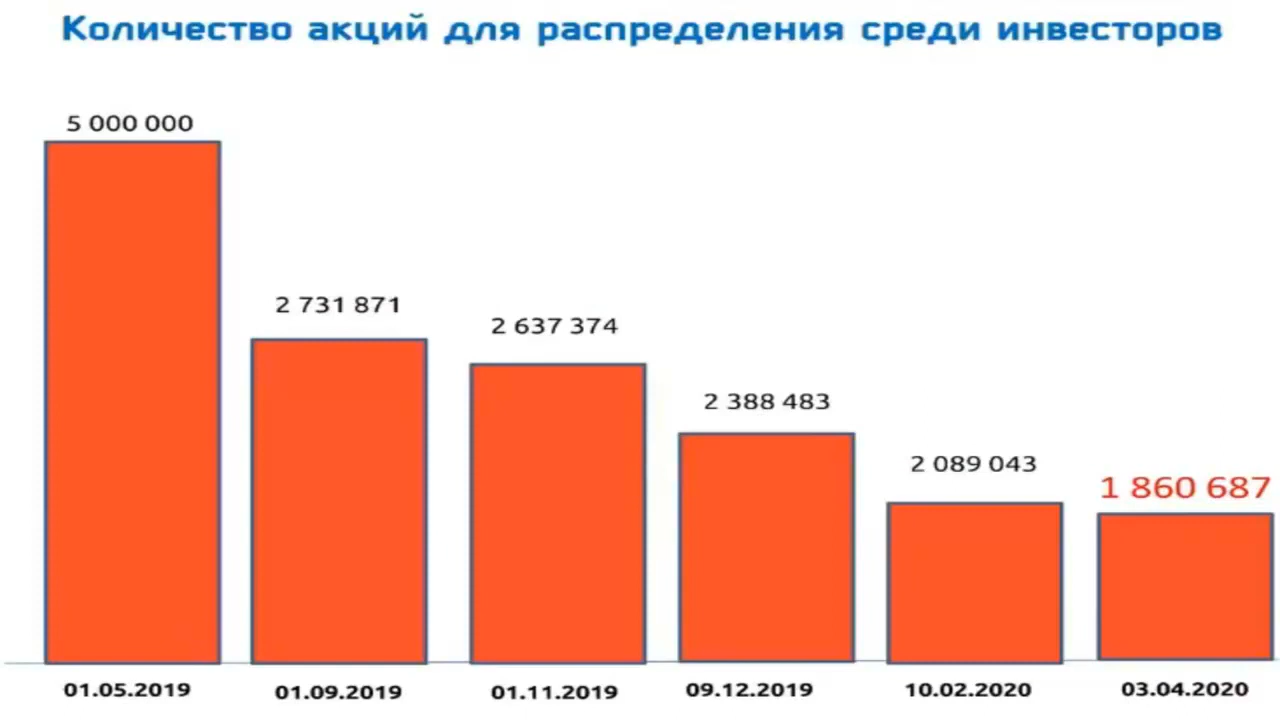 Количество акций для распределения среди инвесторов
5 000 000
2 731 871
2 637 374
2 388 483
2 089 043
1 860 687
01.05.2019
01.09.2019
01.11.2019
09.12.2019
10.02.2020
03.04.2020